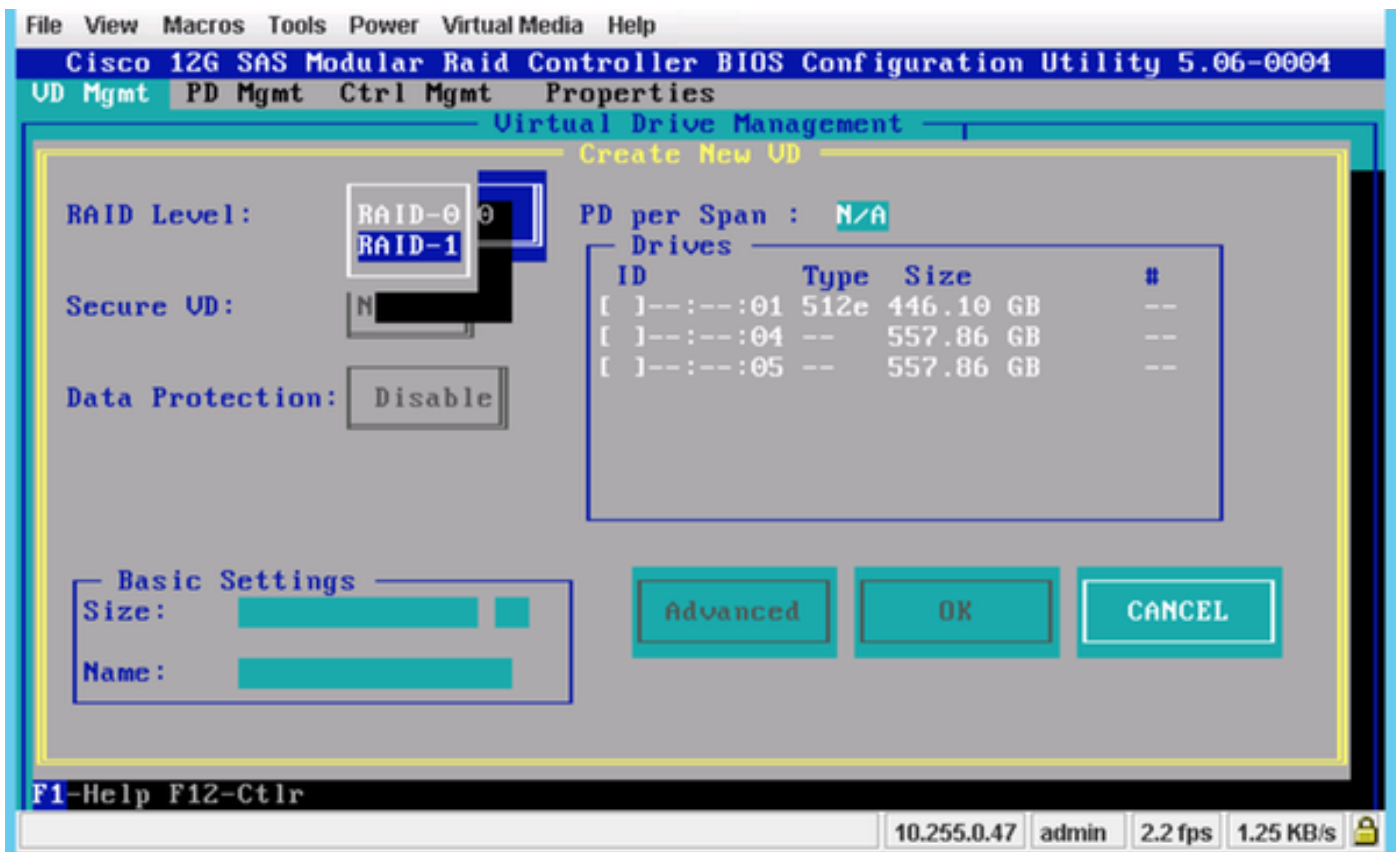 File View Macros Tools Power Virtual Media Help
Cisco 12G SAS Modular Raid Controller BIOS Configuration Utility 5.06-0004
VD Mgmt PD Mgmt Ctrl Mgmt Properties
Virtual Drive Management
Create New VD
RAID Level: RAID-0 0 PD per Span : N/A
RAID-1 Drives
ID Type Size #
Secure VD: N [ ]--:--:01 512e 446.10 GB --
[ ]--:--:04 -- 557.86 GB --
[ ]--:--:05 -- 557.86 GB --
Data Protection: Disable
Basic Settings
Size: Advanced OK CANCEL
Name:
F1-Help F12-Ctlr
10.255.0.47 admin 2.2 fps 1.25 KB/s